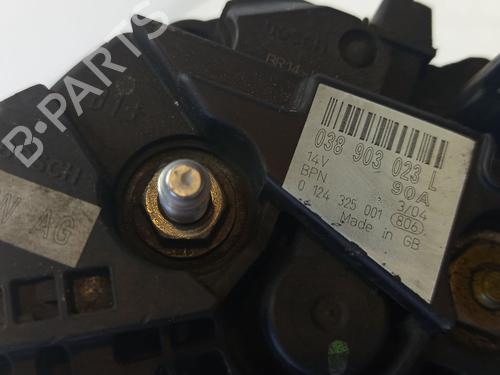 B-PARTS
BOSCH
RR14
038 903 023 L
14V 90A
BPN 3/04
0 124 325 001 806
Made in GB
AG